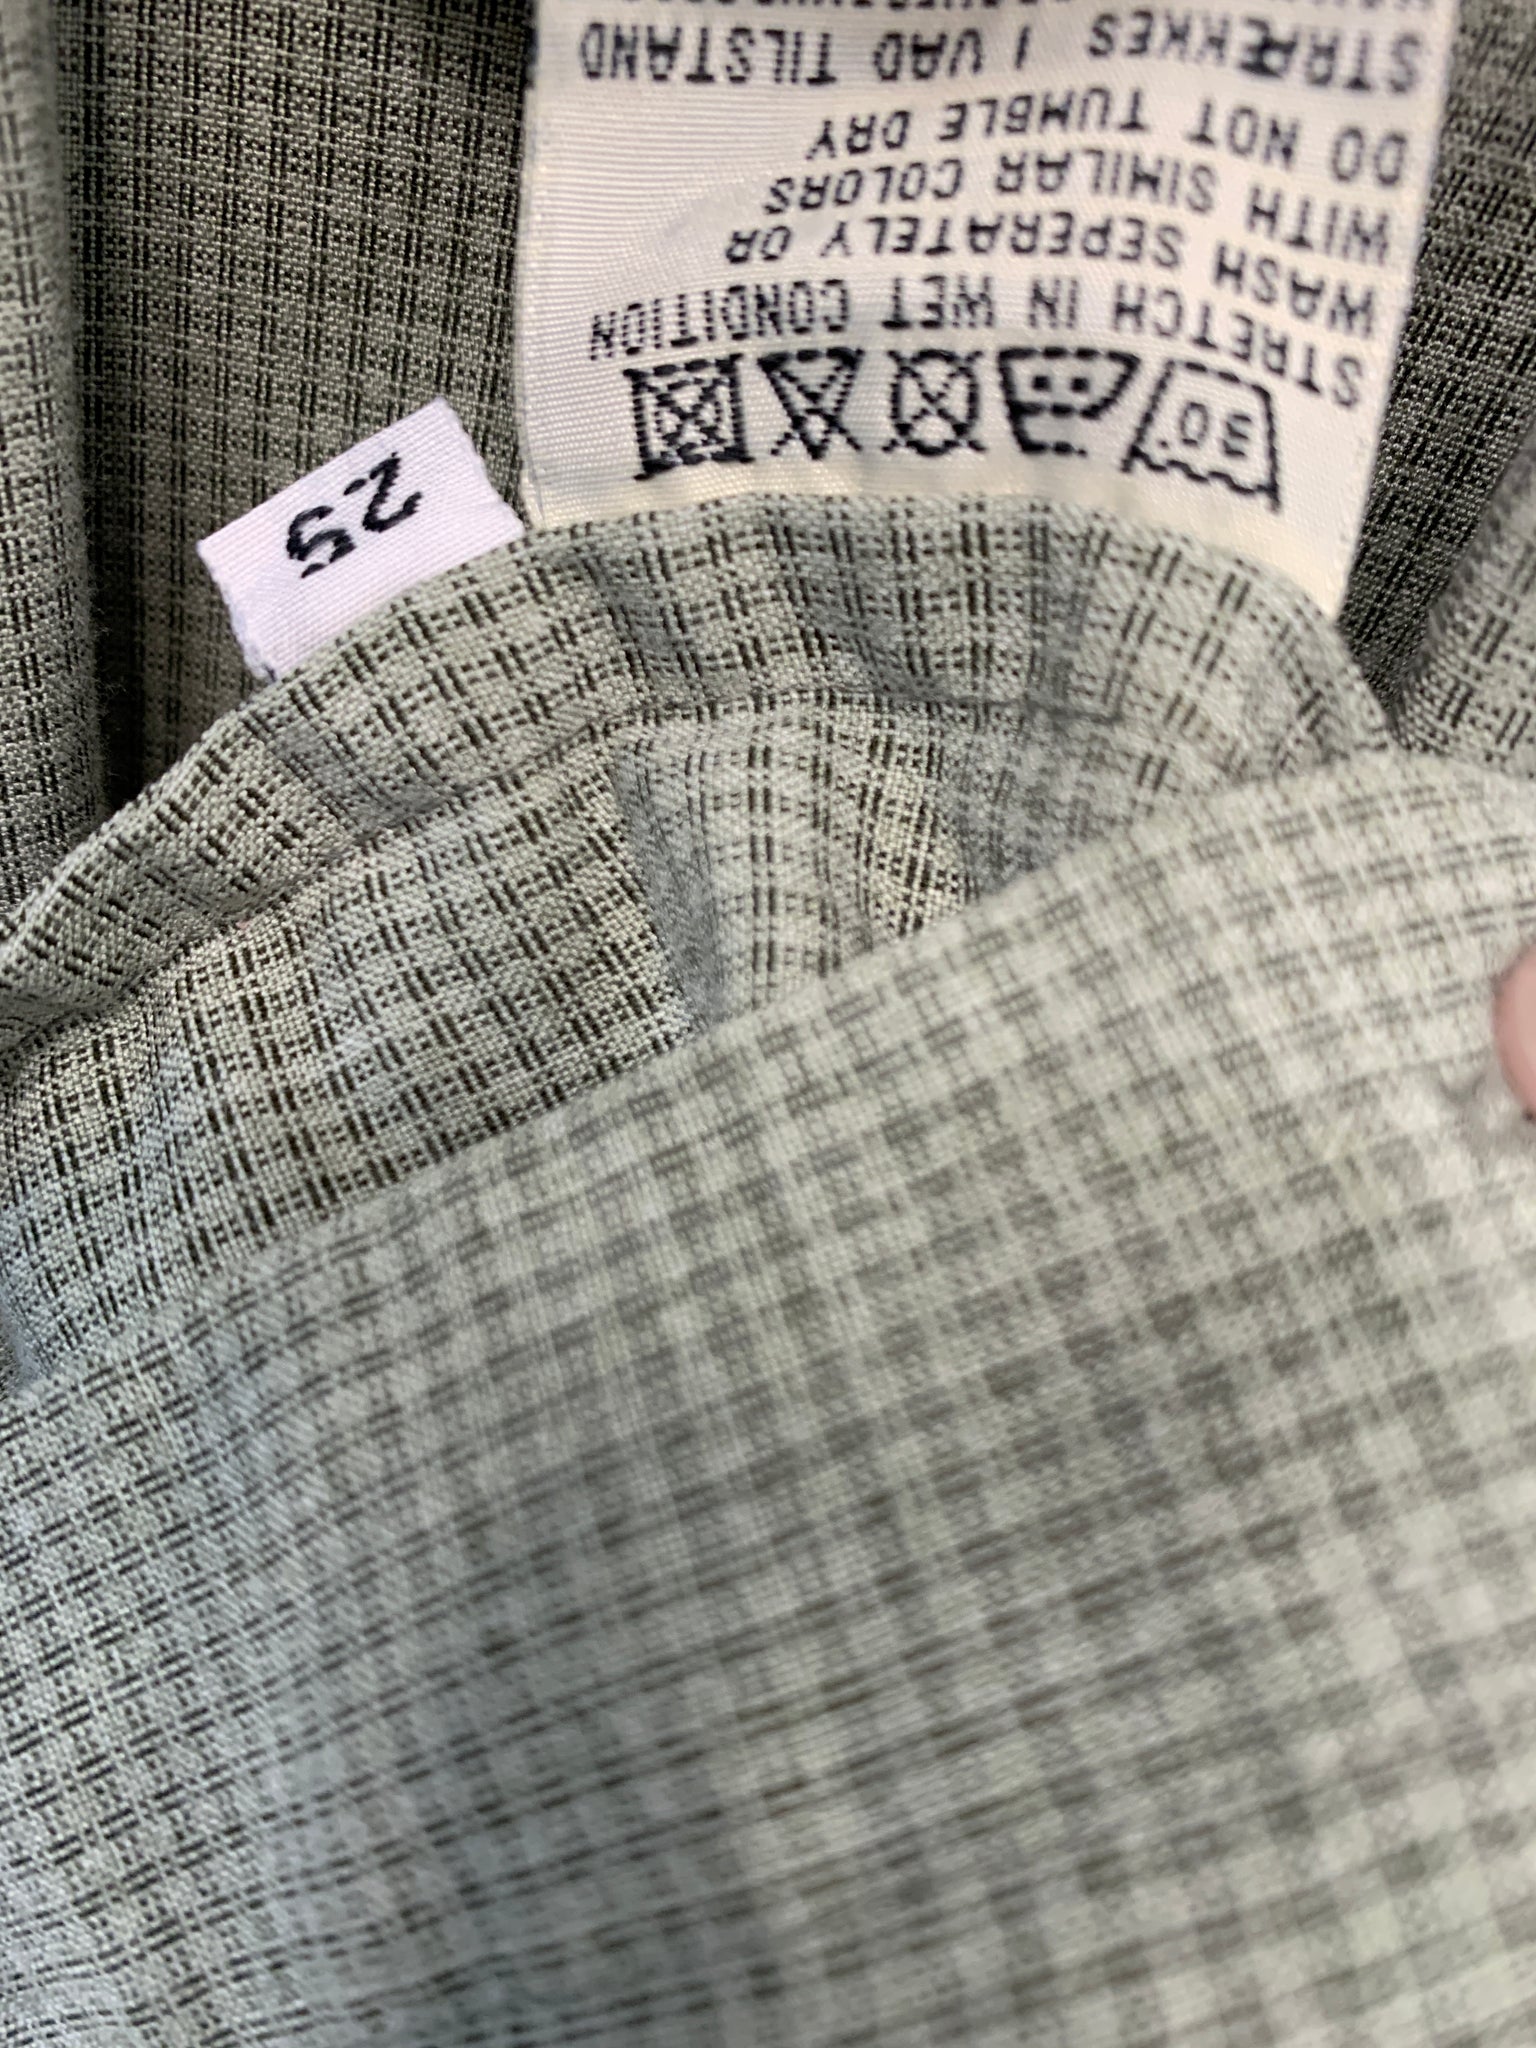 30
25
STRETCH IN WET CONDITION
WASH SEPERATELY OR
WITH SIMILAR COLORS
DO NOT TUMBLE DRY
STRÆKKES I VAD TILSTAND